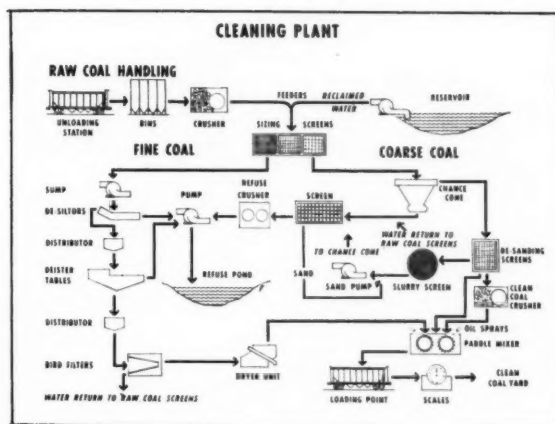 CLEANING PLANT
RAW COAL HANDLING
UNLOADING
STATION
BINS
CRUSHER
FEEDERS
RECLAIMED
WATER
RESERVOIR
SIZING SCREENS
FINE COAL
COARSE COAL
SUMP
PUMP
REFUSE
CRUSHER
SCREEN
CHANCE
CONE
DE-SILTORS
WATER RETURN TO
RAW COAL SCREENS
DISTRIBUTOR
TO CHANCE CONE
DE-SANDING
SCREENS
DEISTER
TABLES
REFUSE POND
SAND
SAND PUMP
SLURRY SCREEN
CLEAN
COAL
CRUSHER
DISTRIBUTOR
OIL SPRAYS
PADDLE MIXER
BIRD FILTERS
DRYER UNIT
WATER RETURN TO RAW COAL SCREENS
LOADING POINT
SCALES
CLEAN
COAL YARD